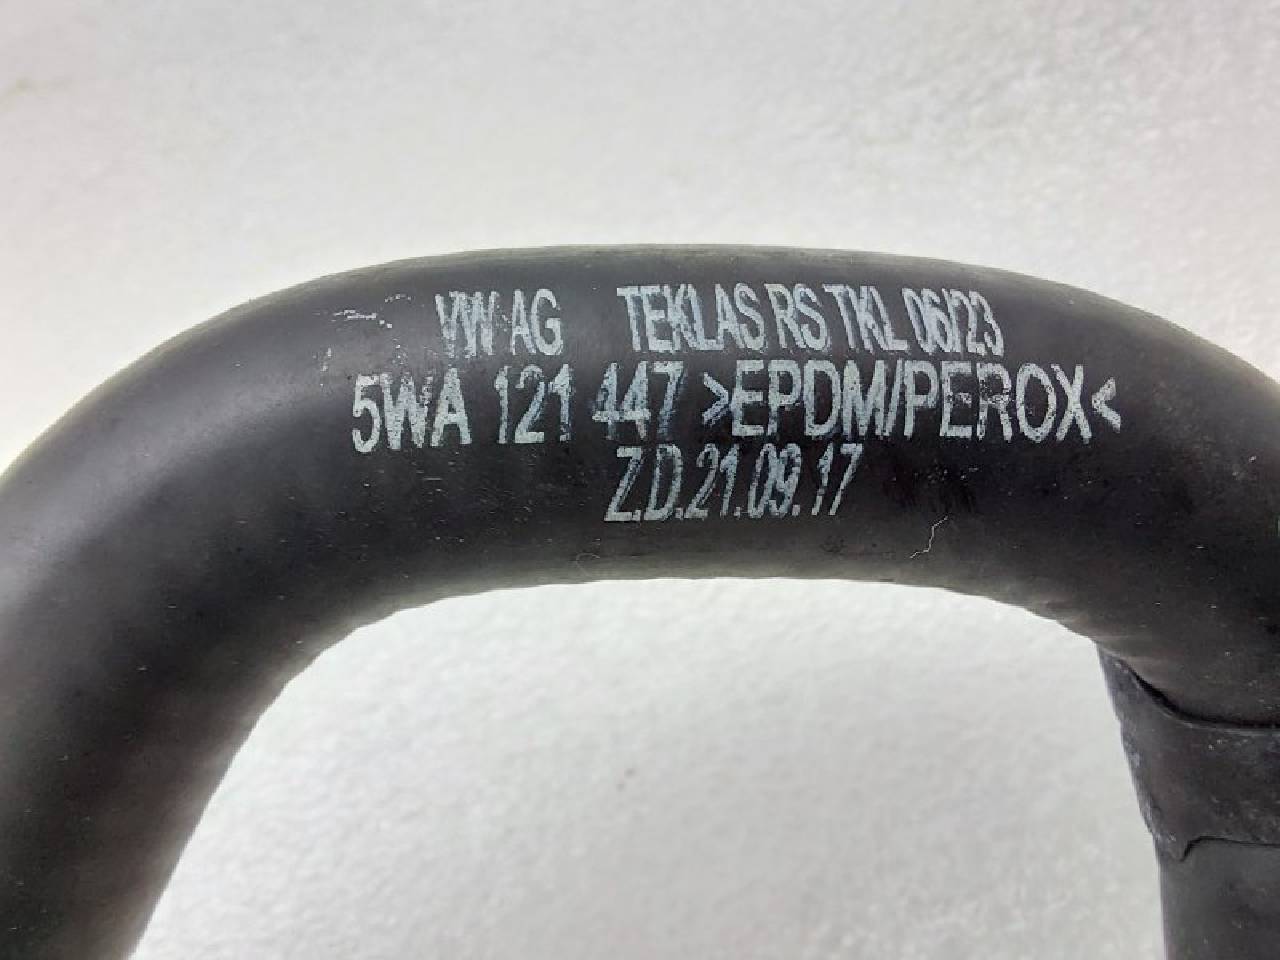 VW AG TEKLAS RS TKL 06/23
5WA 121 447 >EPDM/PEROX<
Z.D.21.09.17